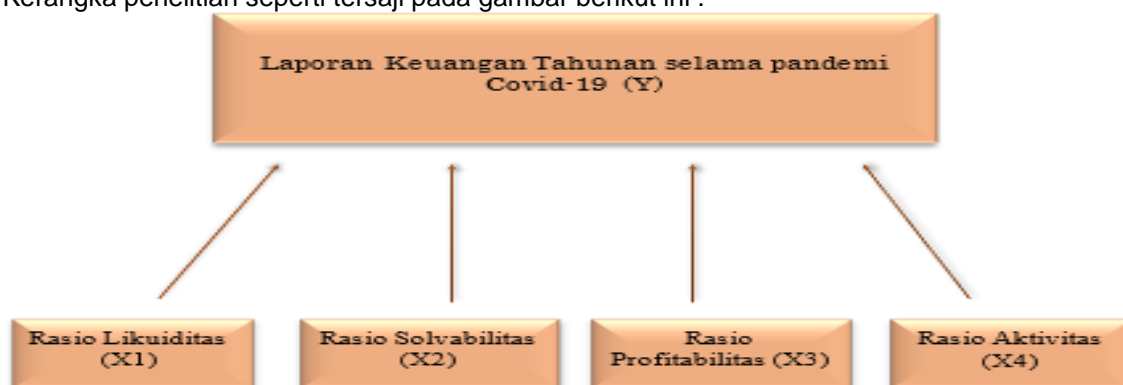 Kerangka penelitian seperti tersaji pada gambar berikut ini :
Laporan Keuangan Tahunan selama pandemi
Covid-19 (Y)
Rasio Likuiditas
(X1)
Rasio Solvabilitas
(X2)
Rasio
Profitabilitas (X3)
Rasio Aktivitas
(X4)